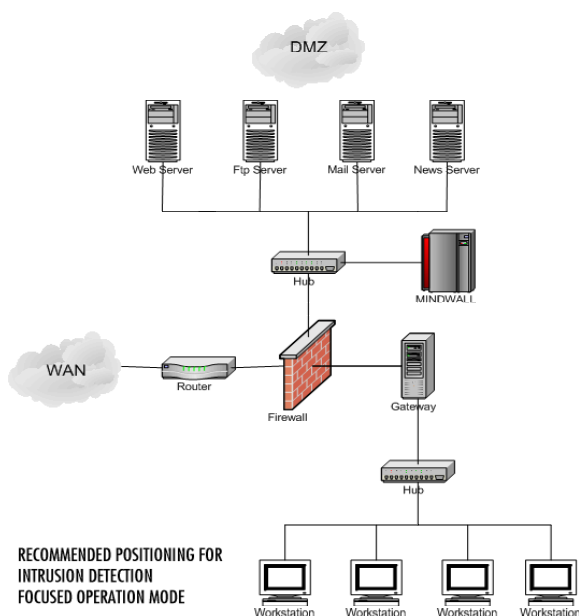 DMZ
Web Server
Ftp Server
Mail Server
News Server
Hub
MINDWALL
WAN
Router
Firewall
Gateway
Hub
RECOMMENDED POSITIONING FOR
INTRUSION DETECTION
FOCUSED OPERATION MODE
Workstation
Workstation
Workstation
Workstation